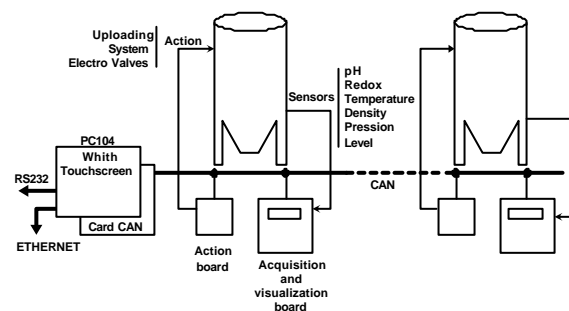 Uploading
System
Electro Valves
Action
Sensors
pH
Redox
Temperature
Density
Pression
Level
PC104
Whith
Touchscreen
RS232
Card CAN
ETHERNET
CAN
Action
board
Acquisition
and
visualization
board